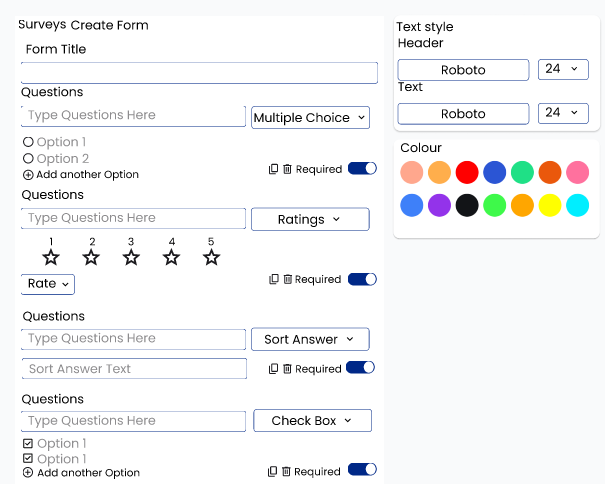 Surveys Create Form
Form Title
Questions
Type Questions Here
Multiple Choice
Option 1
Option 2
Add another Option
Required
Questions
Type Questions Here
Ratings
1 2 3 4 5
Rate
Required
Questions
Type Questions Here
Sort Answer
Sort Answer Text
Required
Questions
Type Questions Here
Check Box
Option 1
Option 1
Add another Option
Required
Text style
Header
Roboto
24
Text
Roboto
24
Colour